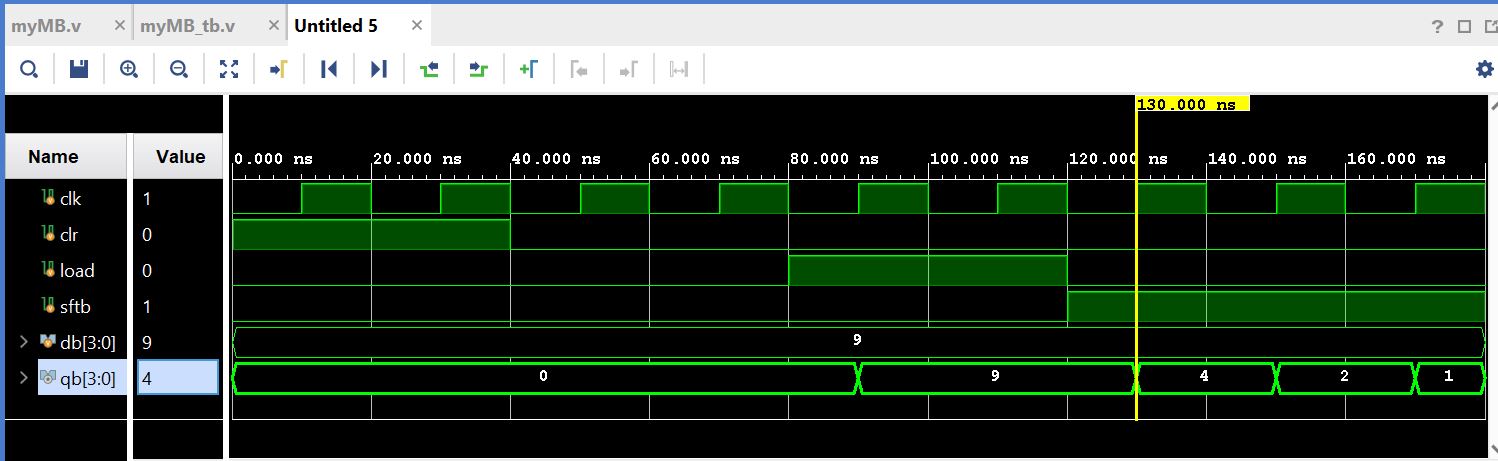 myMB.v × myMB_tb.v × Untitled 5 ×
?
130.000 ns
Name Value 0.000 ns 20.000 ns 40.000 ns 60.000 ns 80.000 ns 100.000 ns 120.000 ns 140.000 ns 160.000 ns
clk 1
clr 0
load 0
sftb 1
db[3:0] 9 9
qb[3:0] 4 0 9 4 2 1